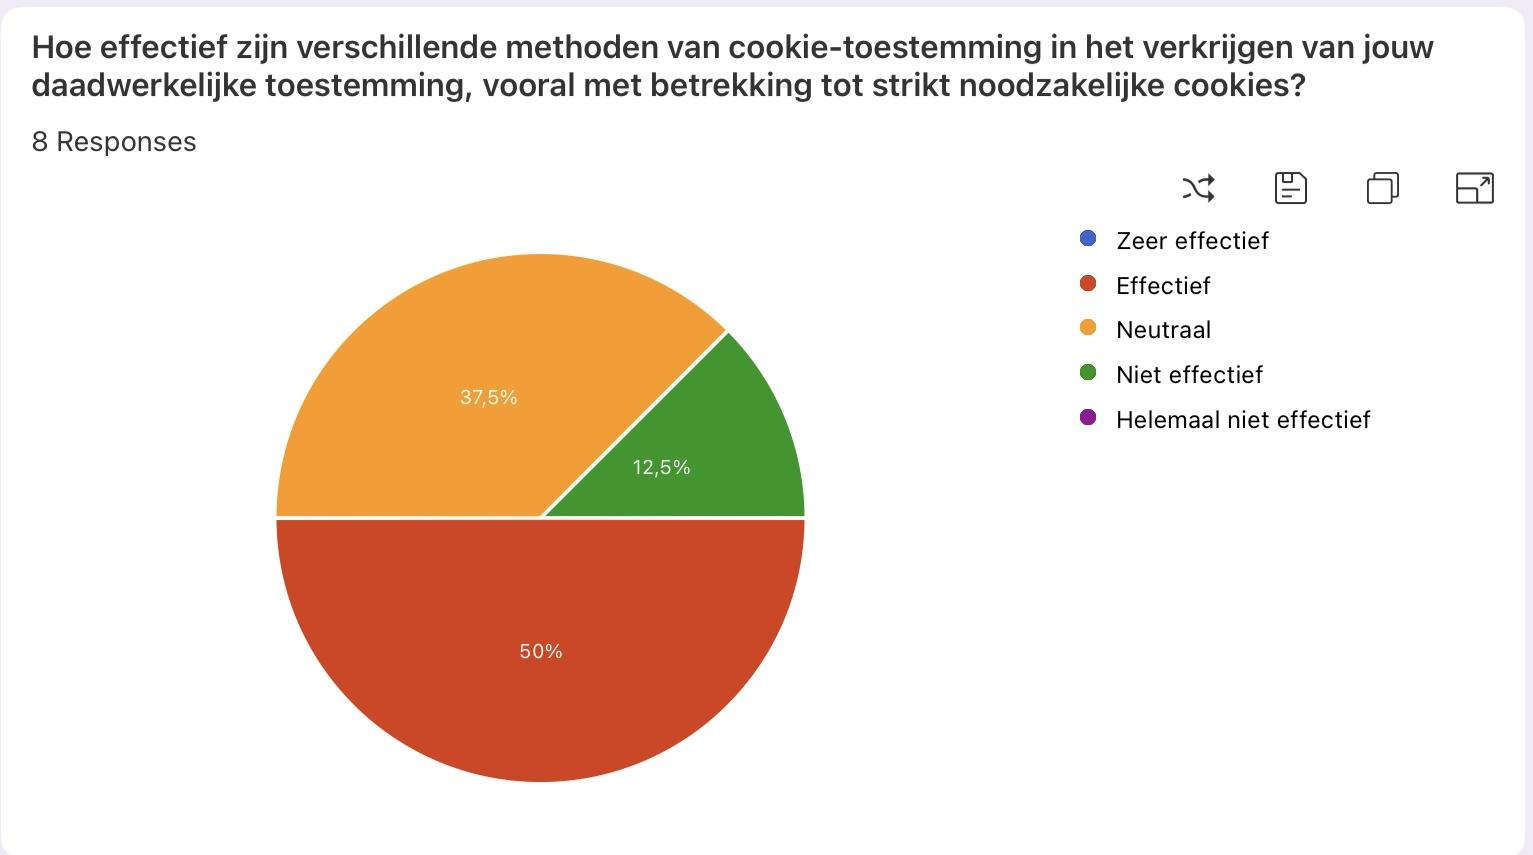 Hoe effectief zijn verschillende methoden van cookie-toestemming in het verkrijgen van jouw
daadwerkelijke toestemming, vooral met betrekking tot strikt noodzakelijke cookies?
8 Responses
Zeer effectief
Effectief
Neutraal
Niet effectief
Helemaal niet effectief
37,5%
12,5%
50%